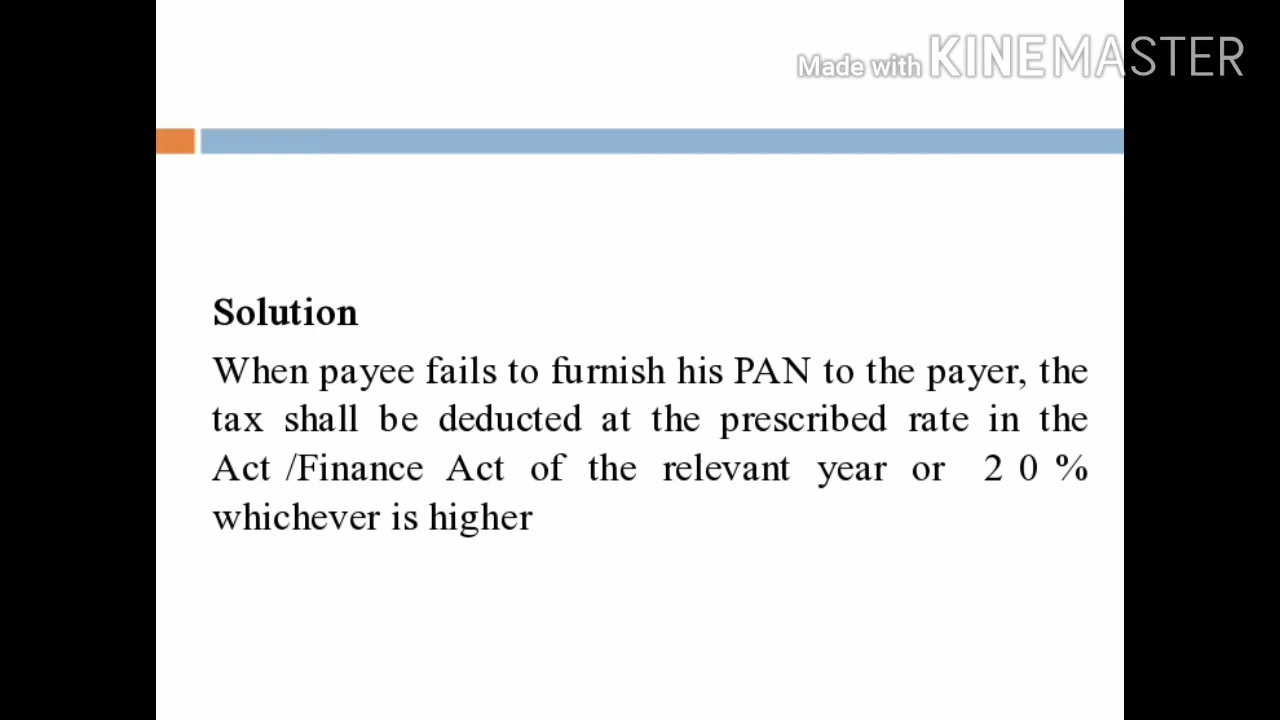 Made with KINEMASTER
Solution
When payee fails to furnish his PAN to the payer, the
tax shall be deducted at the prescribed rate in the
Act /Finance Act of the relevant year or 2 0 %
whichever is higher